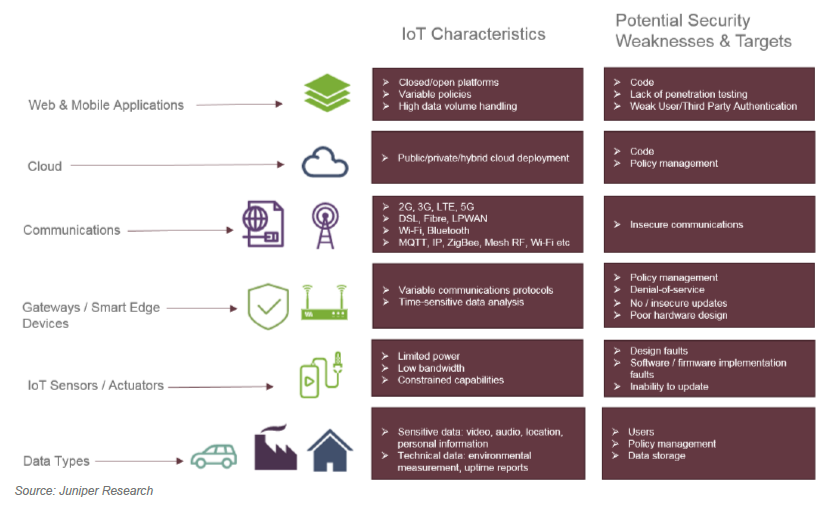 IoT Characteristics
Potential Security
Weaknesses & Targets
Web & Mobile Applications
Closed/open platforms
Variable policies
High data volume handling
Code
Lack of penetration testing
Weak User/Third Party Authentication
Cloud
Public/private/hybrid cloud deployment
Code
Policy management
Communications
2G, 3G, LTE, 5G
DSL, Fibre, LPWAN
Wi-Fi, Bluetooth
MQTT, IP, ZigBee, Mesh RF, Wi-Fi etc
Insecure communications
Gateways / Smart Edge
Devices
Variable communications protocols
Time-sensitive data analysis
Policy management
Denial-of-service
No / insecure updates
Poor hardware design
IoT Sensors / Actuators
Limited power
Low bandwidth
Constrained capabilities
Design faults
Software / firmware implementation
faults
Inability to update
Data Types
Sensitive data: video, audio, location,
personal information
Technical data: environmental
measurement, uptime reports
Users
Policy management
Data storage
Source: Juniper Research